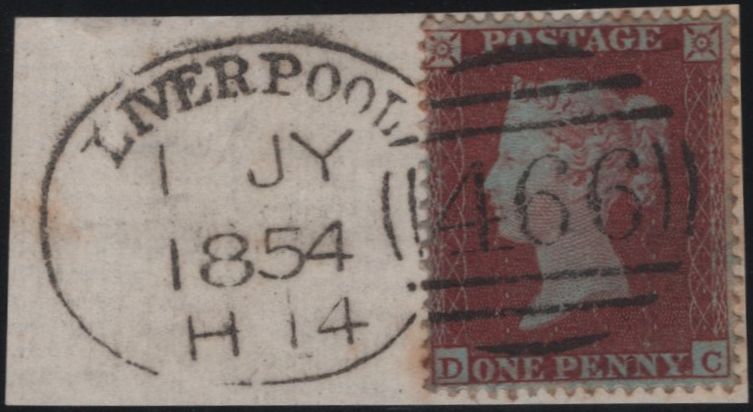 LIVERPOOL
1 JY
1854
H 14
466
POSTAGE
D ONE PENNY C